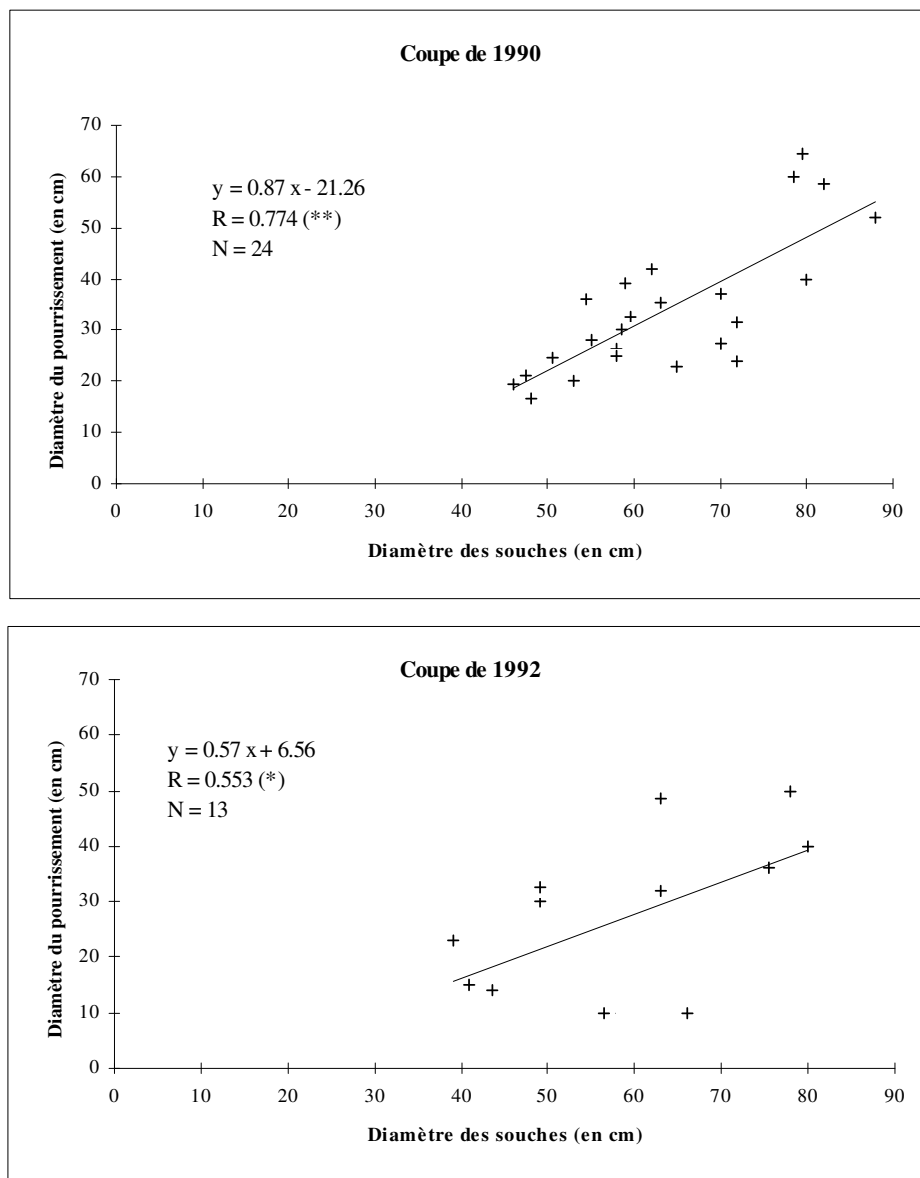 Coupe de 1990
70
60
50
40
30
20
10
0
Diamètre du pourrissement (en cm)
y = 0.87 x - 21.26
R = 0.774 (**)
N = 24
0 10 20 30 40 50 60 70 80 90
Diamètre des souches (en cm)
Coupe de 1992
70
60
50
40
30
20
10
0
Diamètre du pourrissement (en cm)
y = 0.57 x + 6.56
R = 0.553 (*)
N = 13
0 10 20 30 40 50 60 70 80 90
Diamètre des souches (en cm)